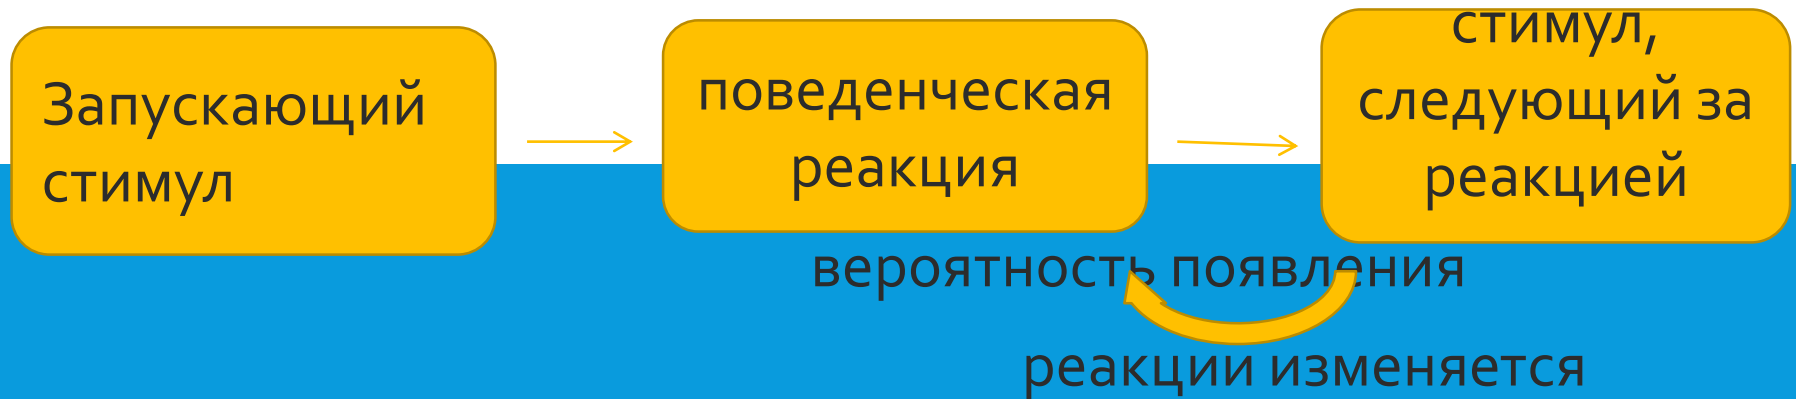 Запускающий
стимул
поведенческая
реакция
стимул,
следующий за
реакцией
вероятность появления
реакции изменяется